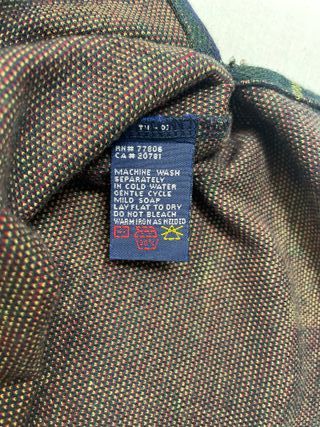 RN# 77806
CA# 20781
MACHINE WASH
SEPARATELY
IN COLD WATER
GENTLE CYCLE
MILD SOAP
LAY FLAT TO DRY
DO NOT BLEACH
WARM IRON AS NEEDED